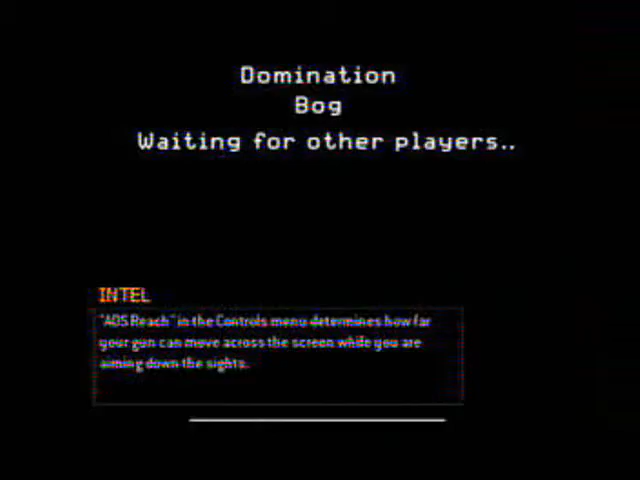 Domination
Bog
Waiting for other players..
INTEL
"ADS Reach" in the Controls menu determines how far
your gun can move across the screen while you are
aiming down the sights.